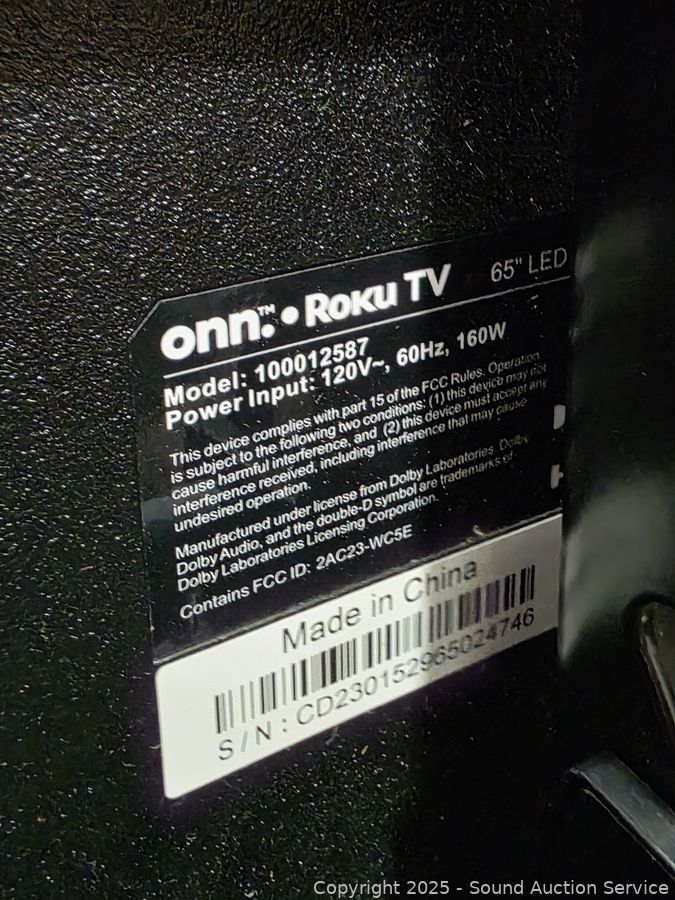 onn.™ • Roku TV 65" LED
Model: 100012587
Power Input: 120V~, 60Hz, 160W
This device complies with part 15 of the FCC Rules. Operation
is subject to the following two conditions: (1) this device may not
cause harmful interference, and (2) this device must accept any
interference received, including interference that may cause
undesired operation.
Manufactured under license from Dolby Laboratories. Dolby,
Dolby Audio, and the double-D symbol are trademarks of
Dolby Laboratories Licensing Corporation.
Contains FCC ID: 2AC23-WC5E
Made in China
S/N: CD230152965024746
Copyright 2025 - Sound Auction Service